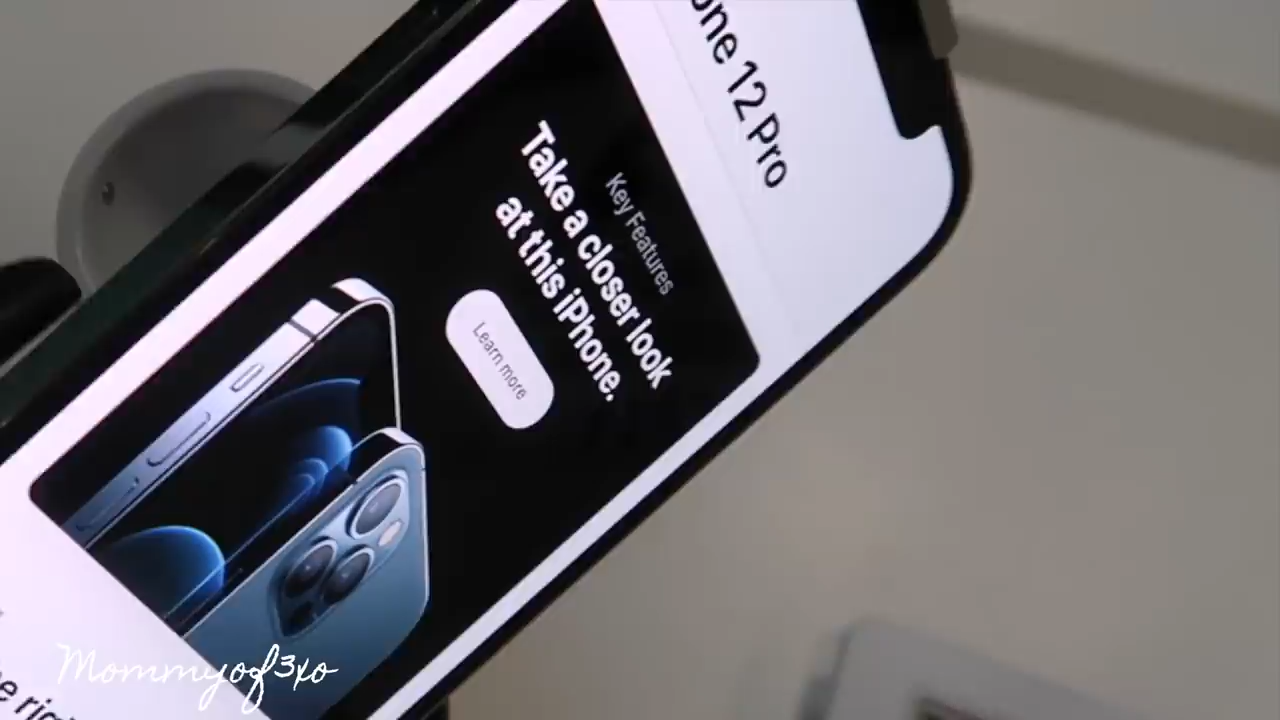 one 12 Pro
Key Features
Take a closer look
at this iPhone.
Learn more
Mommyof3xo